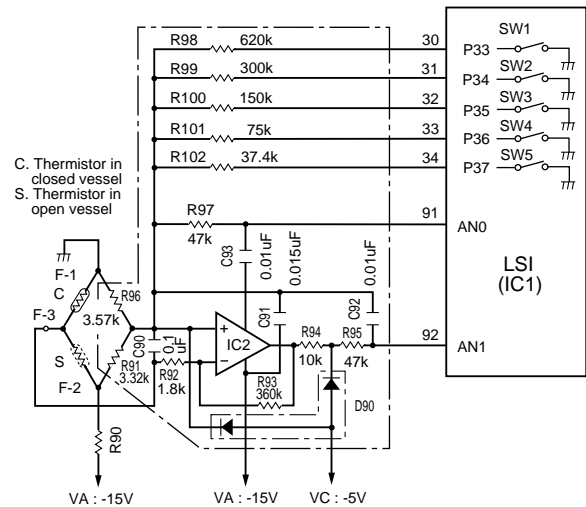 R98 620k 30 P33 SW1
R99 300k 31 P34 SW2
R100 150k 32 P35 SW3
R101 75k 33 P36 SW4
R102 37.4k 34 P37 SW5
C. Thermistor in
closed vessel
S. Thermistor in
open vessel
R97
47k
91 AN0
LSI
(IC1)
C93 0.01uF
0.015uF
0.01uF
F-1
C
R96
F-3
3.57k
C90 0.1
uF
+
−
IC2
C91
C92
R94
10k
R95
47k
92 AN1
S
R91
3.32k
F-2
R92
1.8k
R93
360k
D90
R90
VA : -15V
VA : -15V
VC : -5V